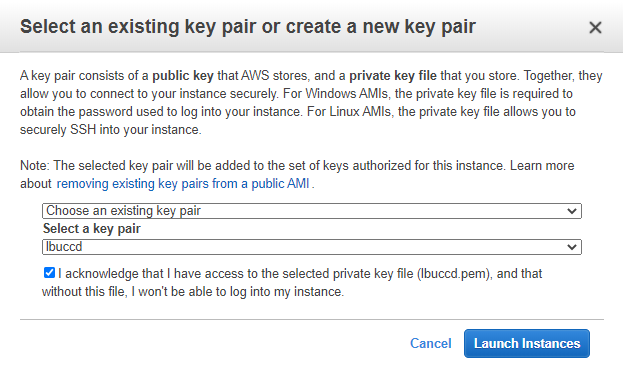 Select an existing key pair or create a new key pair
A key pair consists of a public key that AWS stores, and a private key file that you store. Together, they
allow you to connect to your instance securely. For Windows AMIs, the private key file is required to
obtain the password used to log into your instance. For Linux AMIs, the private key file allows you to
securely SSH into your instance.
Note: The selected key pair will be added to the set of keys authorized for this instance. Learn more
about removing existing key pairs from a public AMI .
Choose an existing key pair
Select a key pair
lbuccd
I acknowledge that I have access to the selected private key file (lbuccd.pem), and that
without this file, I won't be able to log into my instance.
Cancel
Launch Instances